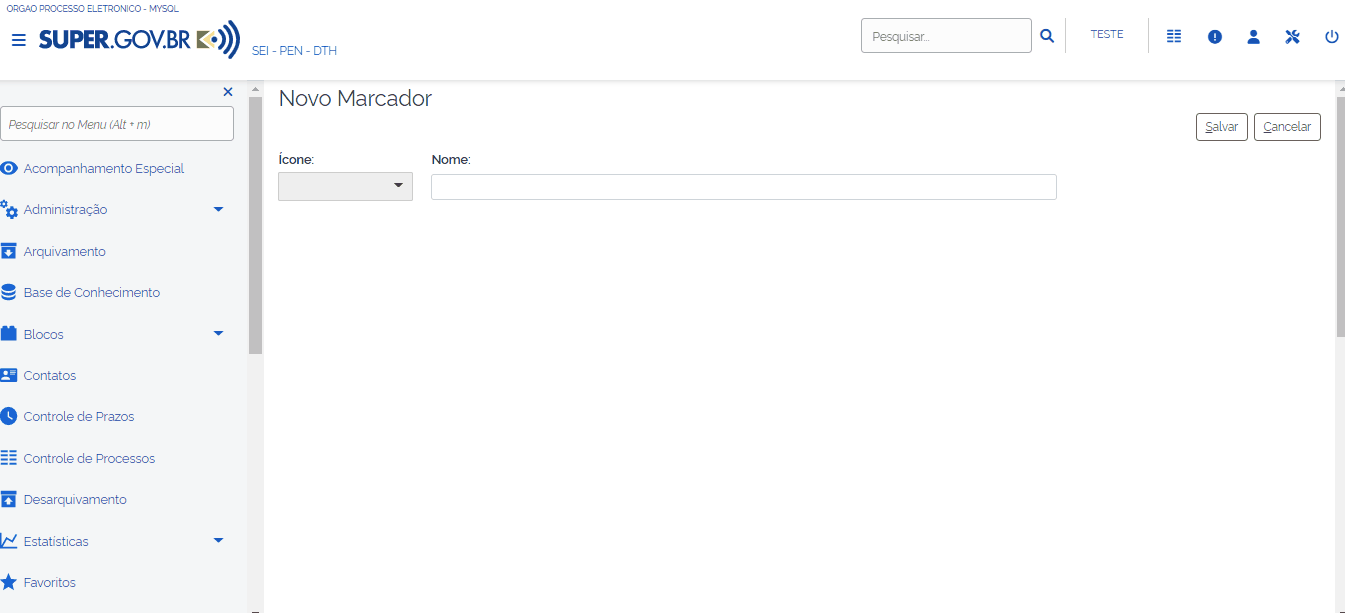 ORGAO PROCESSO ELETRONICO - MYSQL
SUPER.GOV.BR
SEI - PEN - DTH
Pesquisar...
TESTE
Pesquisar no Menu (Alt + m)
Acompanhamento Especial
Administração
Arquivamento
Base de Conhecimento
Blocos
Contatos
Controle de Prazos
Controle de Processos
Desarquivamento
Estatísticas
Favoritos
Novo Marcador
Salvar Cancelar
Ícone: Nome: